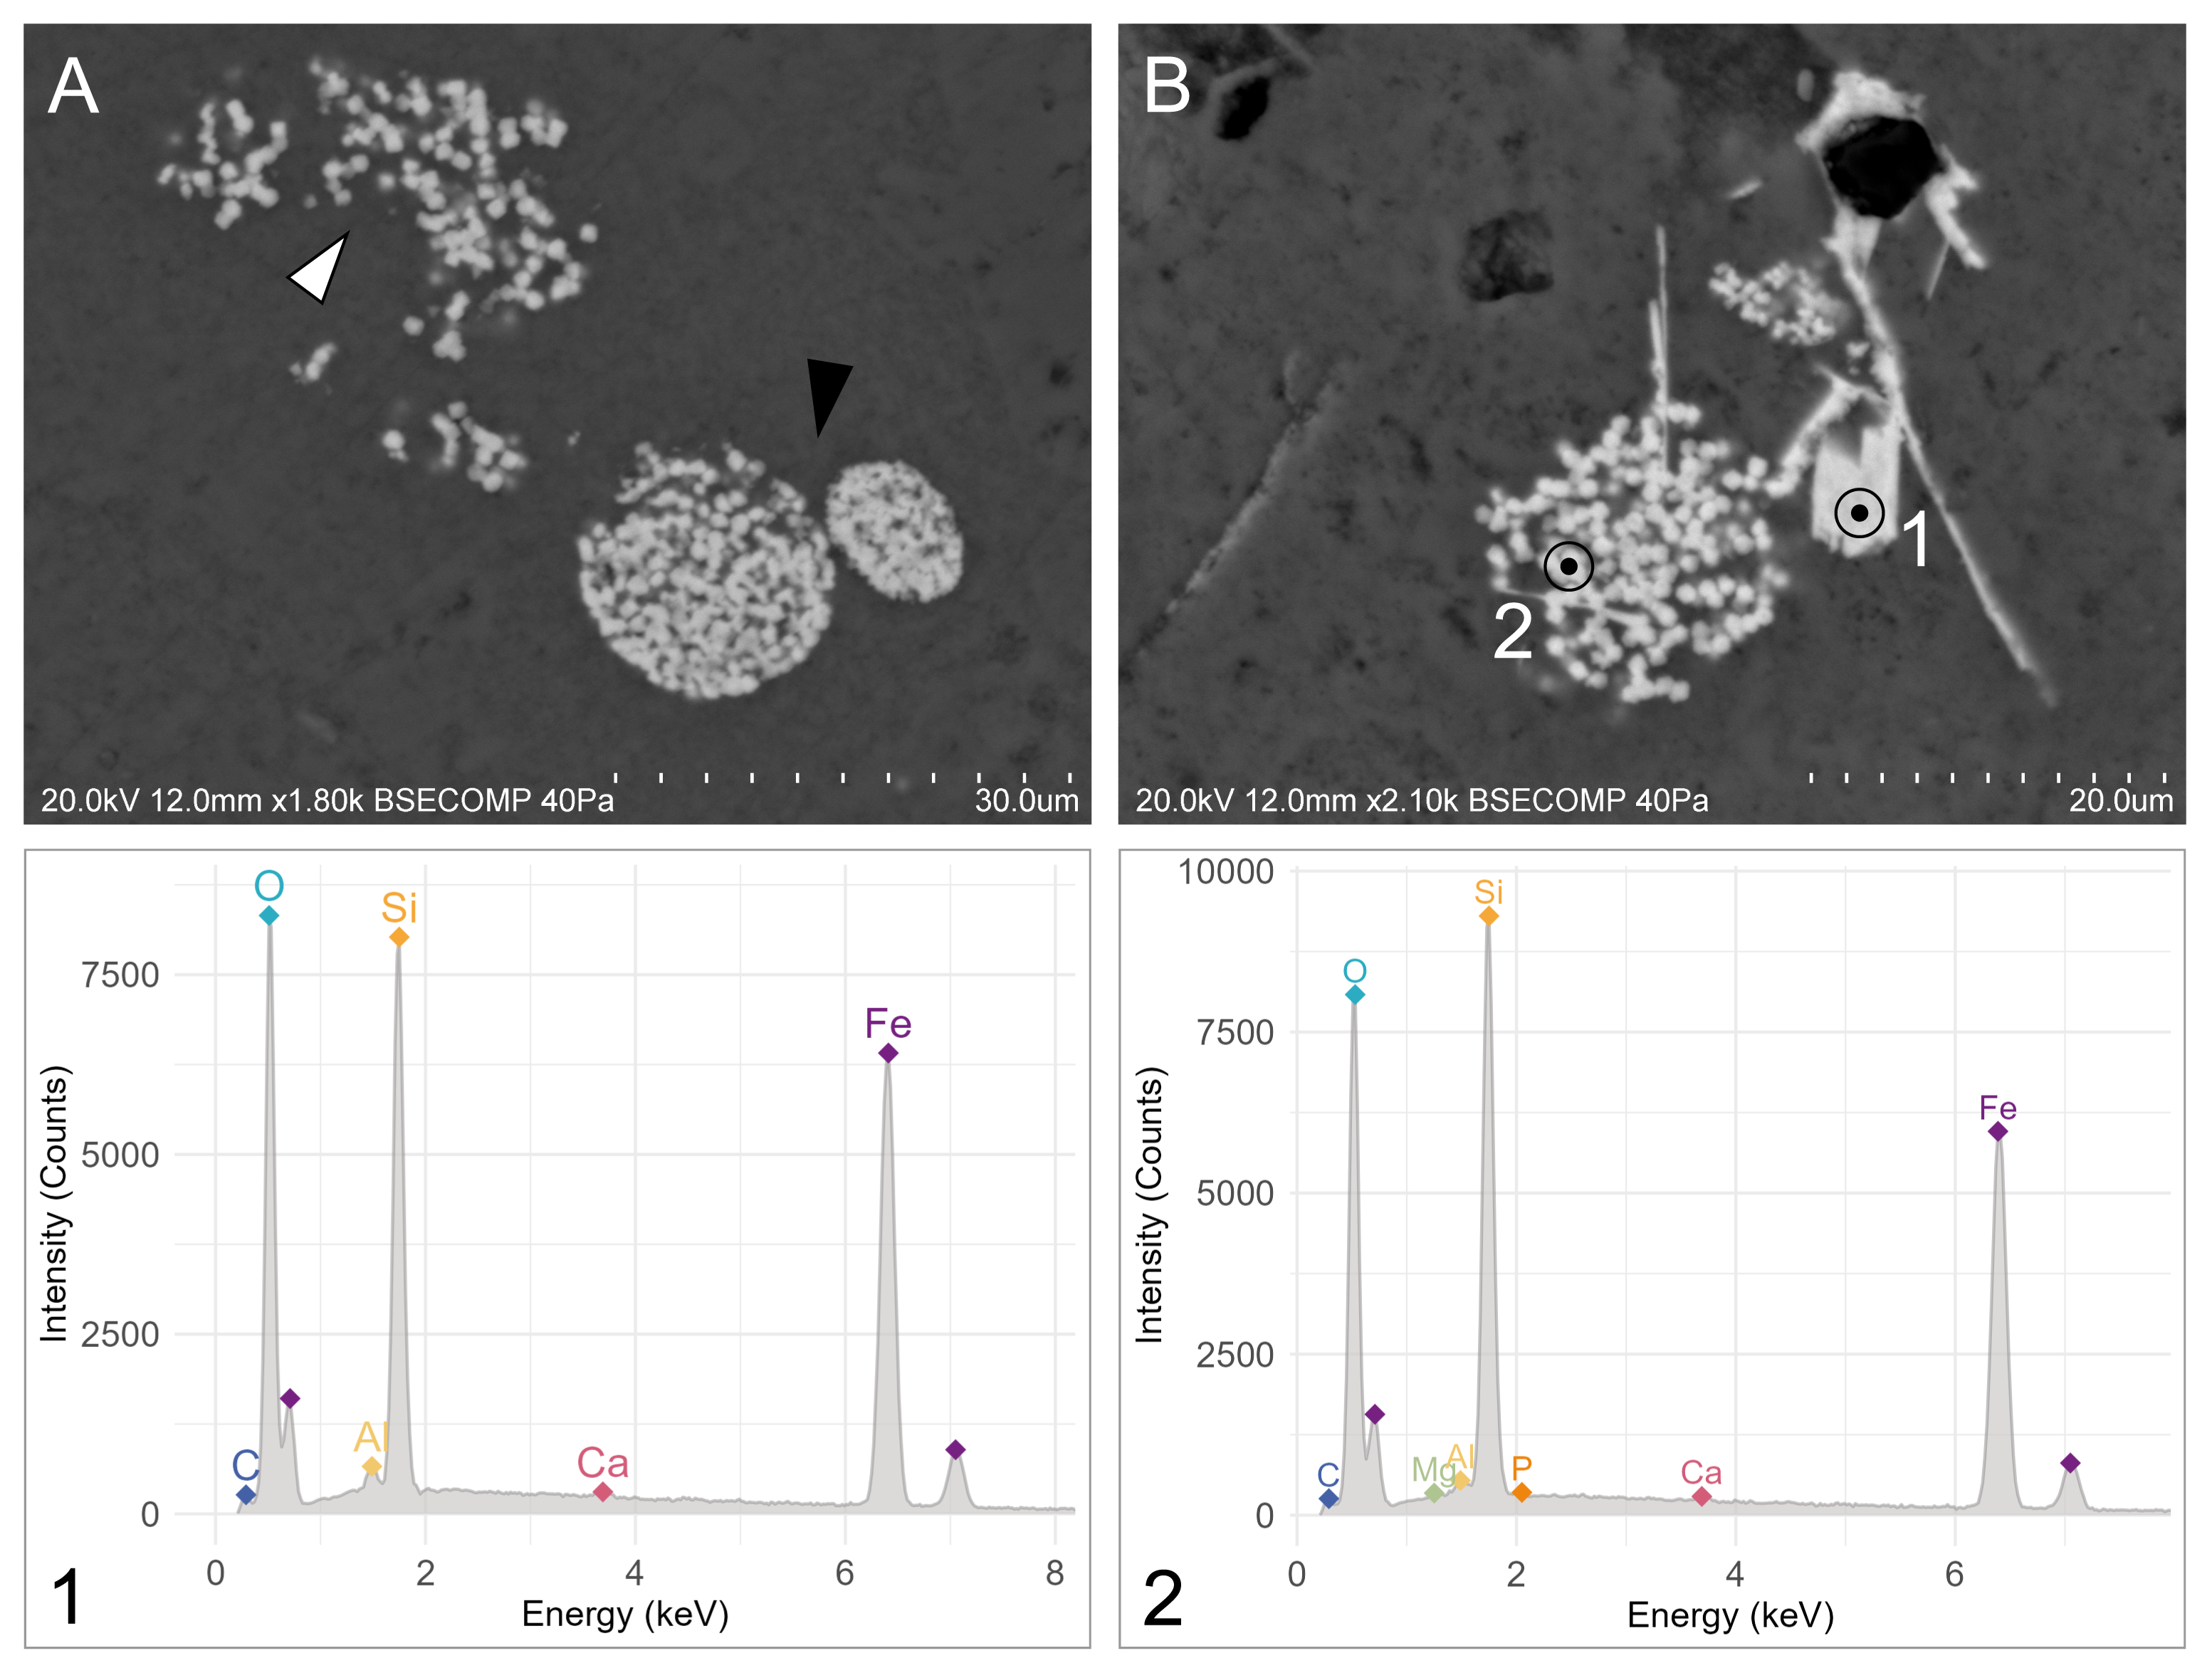 A
20.0kV 12.0mm x1.80k BSECOMP 40Pa
30.0um
B
1
2
20.0kV 12.0mm x2.10k BSECOMP 40Pa
20.0um
O
Si
Fe
C
Al
Ca
7500
5000
2500
0
0 2 4 6 8
Intensity (Counts)
Energy (keV)
1
10000
7500
5000
2500
0
Si
O
Fe
C
Mg
Al
P
Ca
0 2 4 6
Intensity (Counts)
Energy (keV)
2